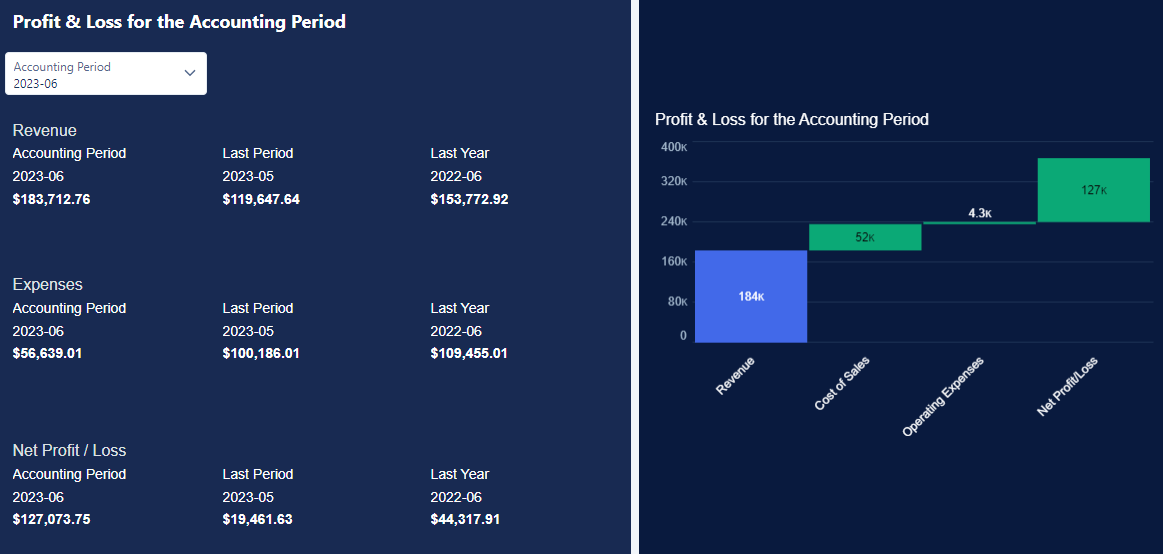 Profit & Loss for the Accounting Period
Accounting Period
2023-06
Revenue
Accounting Period Last Period Last Year
2023-06 2023-05 2022-06
$183,712.76 $119,647.64 $153,772.92
Expenses
Accounting Period Last Period Last Year
2023-06 2023-05 2022-06
$56,639.01 $100,186.01 $109,455.01
Net Profit / Loss
Accounting Period Last Period Last Year
2023-06 2023-05 2022-06
$127,073.75 $19,461.63 $44,317.91
Profit & Loss for the Accounting Period
400K
320K
240K
160K
80K
0
184K
52K
4.3K
127K
Revenue
Cost of Sales
Operating Expenses
Net Profit/Loss